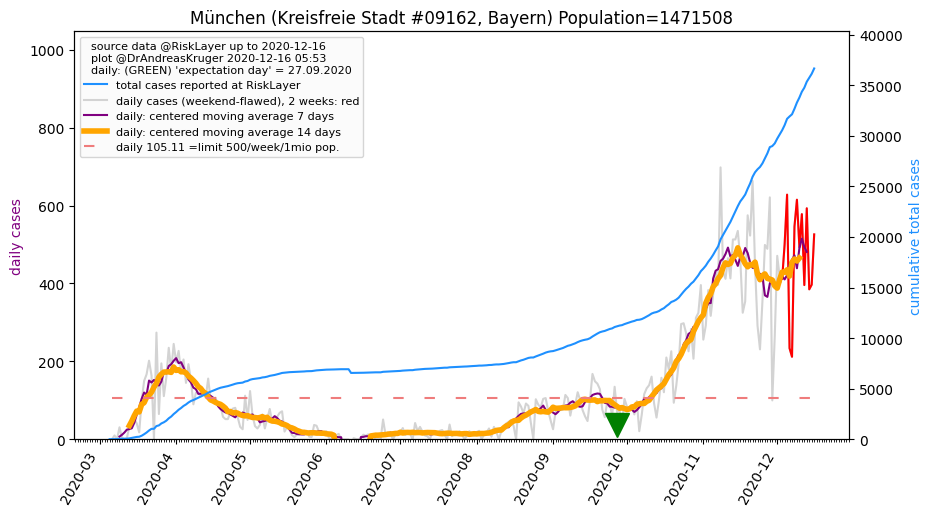 München (Kreisfreie Stadt #09162, Bayern) Population=1471508
source data @RiskLayer up to 2020-12-16
plot @DrAndreasKruger 2020-12-16 05:53
daily: (GREEN) 'expectation day' = 27.09.2020
total cases reported at RiskLayer
daily cases (weekend-flawed), 2 weeks: red
daily: centered moving average 7 days
daily: centered moving average 14 days
daily 105.11 =limit 500/week/1mio pop.
daily cases
1000
800
600
400
200
0
40000
35000
30000
25000
20000
15000
10000
5000
0
cumulative total cases
2020-03
2020-04
2020-05
2020-06
2020-07
2020-08
2020-09
2020-10
2020-11
2020-12